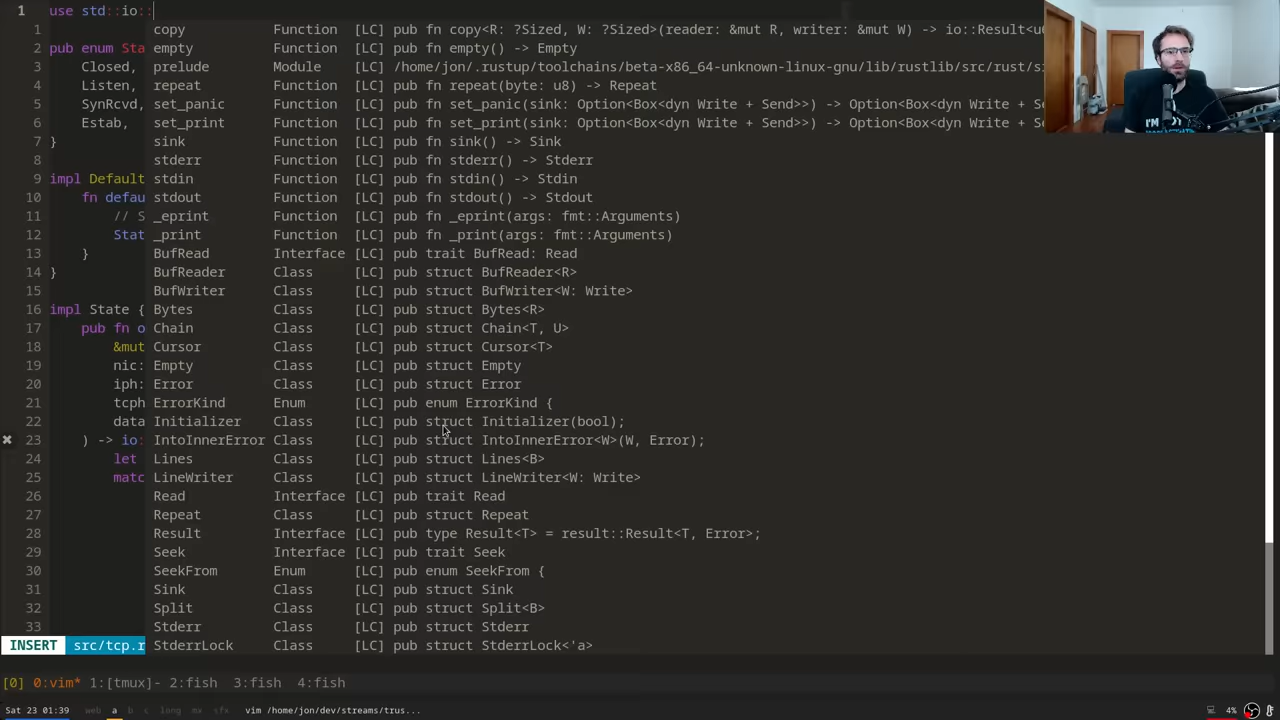 1 use std::io::
1 copy Function [LC] pub fn copy<R: ?Sized, W: ?Sized>(reader: &mut R, writer: &mut W) -> io::Result<u
2 pub enum Sta empty Function [LC] pub fn empty() -> Empty
3 Closed, prelude Module [LC] /home/jon/.rustup/toolchains/beta-x86_64-unknown-linux-gnu/lib/rustlib/src/rust/s
4 Listen, repeat Function [LC] pub fn repeat(byte: u8) -> Repeat
5 SynRcvd, set_panic Function [LC] pub fn set_panic(sink: Option<Box<dyn Write + Send>>) -> Option<Box<dyn Write + Se
6 Estab, set_print Function [LC] pub fn set_print(sink: Option<Box<dyn Write + Send>>) -> Option<Box<dyn Write + Se
7 } sink Function [LC] pub fn sink() -> Sink
8 stderr Function [LC] pub fn stderr() -> Stderr
9 impl Default stdin Function [LC] pub fn stdin() -> Stdin
10 fn defau stdout Function [LC] pub fn stdout() -> Stdout
11 // S _eprint Function [LC] pub fn _eprint(args: fmt::Arguments)
12 Stat _print Function [LC] pub fn _print(args: fmt::Arguments)
13 } BufRead Interface [LC] pub trait BufRead: Read
14 } BufReader Class [LC] pub struct BufReader<R>
15 BufWriter Class [LC] pub struct BufWriter<W: Write>
16 impl State { Bytes Class [LC] pub struct Bytes<R>
17 pub fn o Chain Class [LC] pub struct Chain<T, U>
18 &mut Cursor Class [LC] pub struct Cursor<T>
19 nic: Empty Class [LC] pub struct Empty
20 iph: Error Class [LC] pub struct Error
21 tcph ErrorKind Enum [LC] pub enum ErrorKind {
22 data Initializer Class [LC] pub struct Initializer(bool);
✖ 23 ) -> io: IntoInnerError Class [LC] pub struct IntoInnerError<W>(W, Error);
24 let Lines Class [LC] pub struct Lines<B>
25 matc LineWriter Class [LC] pub struct LineWriter<W: Write>
26 Read Interface [LC] pub trait Read
27 Repeat Class [LC] pub struct Repeat
28 Result Interface [LC] pub type Result<T> = result::Result<T, Error>;
29 Seek Interface [LC] pub trait Seek
30 SeekFrom Enum [LC] pub enum SeekFrom {
31 Sink Class [LC] pub struct Sink
32 Split Class [LC] pub struct Split<B>
33 Stderr Class [LC] pub struct Stderr
INSERT src/tcp.r StderrLock Class [LC] pub struct StderrLock<'a>
[0] 0:vim* 1:[tmux]- 2:fish 3:fish 4:fish
Sat 23 01:39 web a b c long mx sfx vim /home/jon/dev/streams/trus... 4%